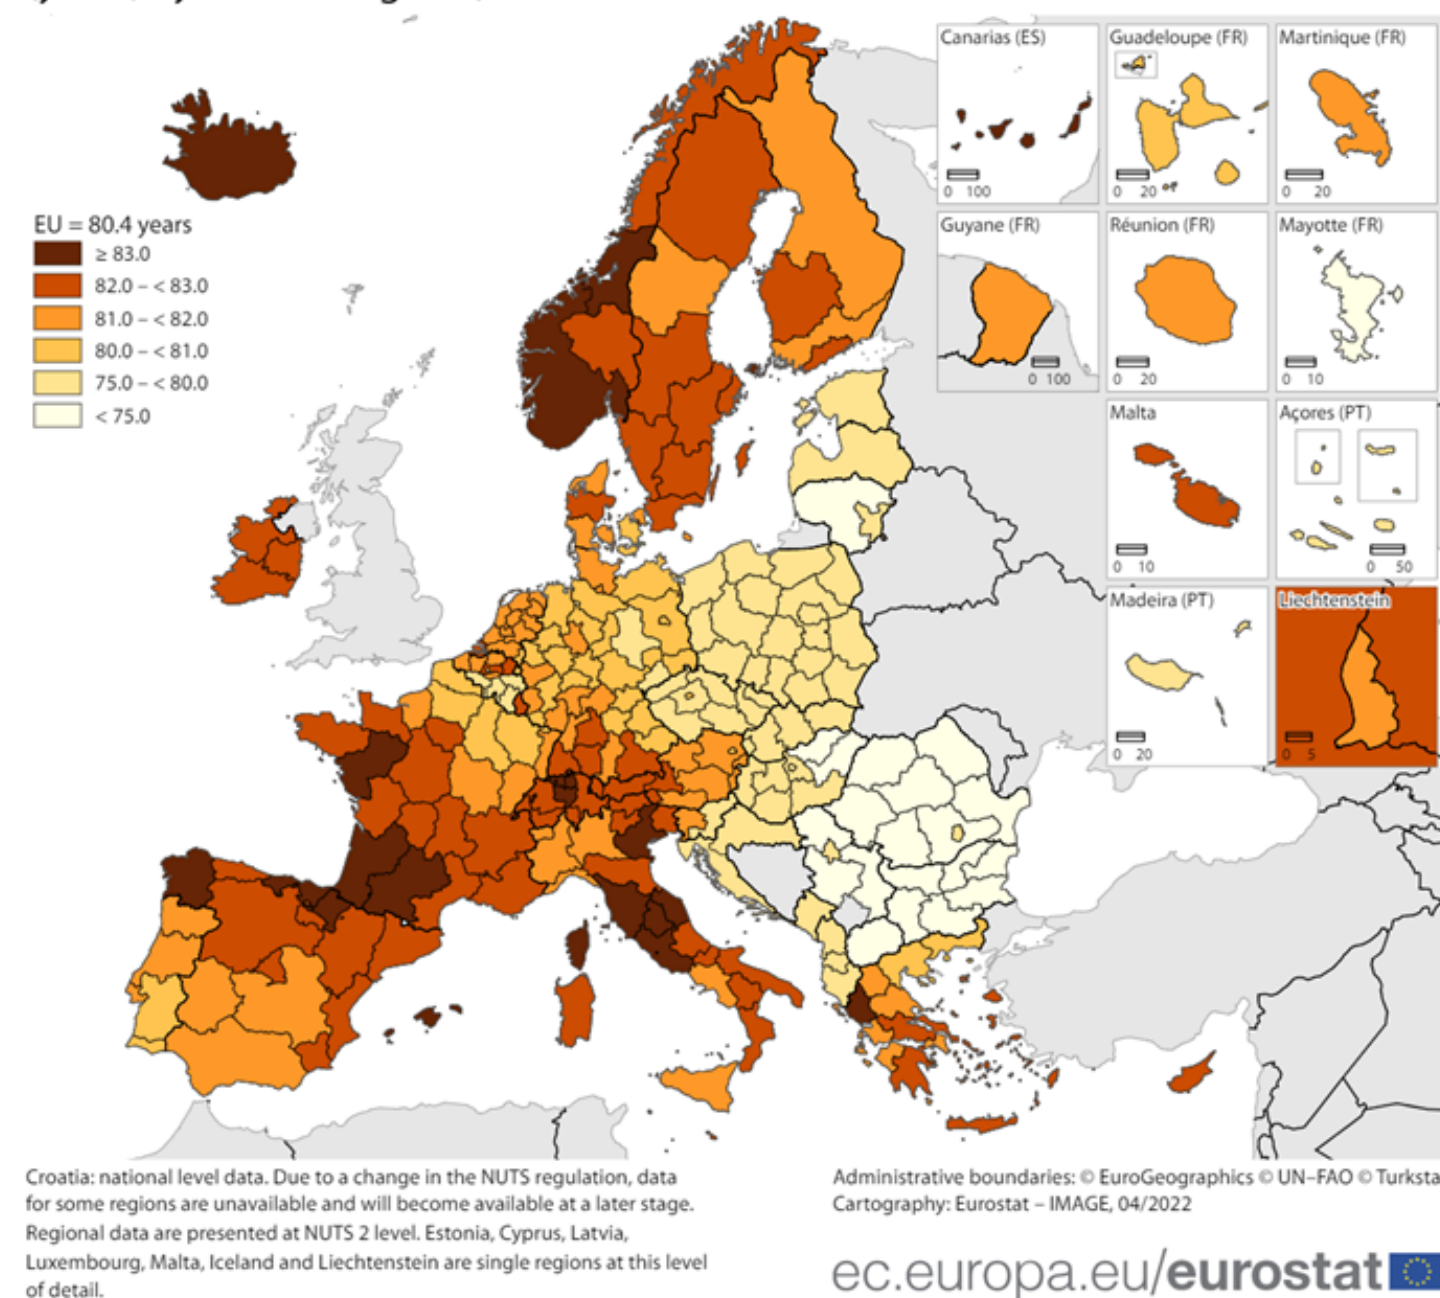 Canarias (ES)
Guadeloupe (FR)
Martinique (FR)
0 100
0 20
0 20
Guyane (FR)
Réunion (FR)
Mayotte (FR)
0 100
0 20
0 10
Malta
Açores (PT)
0 10
0 50
Madeira (PT)
Liechtenstein
0 20
0 5
EU = 80.4 years
≥ 83.0
82.0 – < 83.0
81.0 – < 82.0
80.0 – < 81.0
75.0 – < 80.0
< 75.0
Croatia: national level data. Due to a change in the NUTS regulation, data
for some regions are unavailable and will become available at a later stage.
Regional data are presented at NUTS 2 level. Estonia, Cyprus, Latvia,
Luxembourg, Malta, Iceland and Liechtenstein are single regions at this level
of detail.
Administrative boundaries: © EuroGeographics © UN–FAO © Turksta
Cartography: Eurostat – IMAGE, 04/2022
ec.europa.eu/eurostat